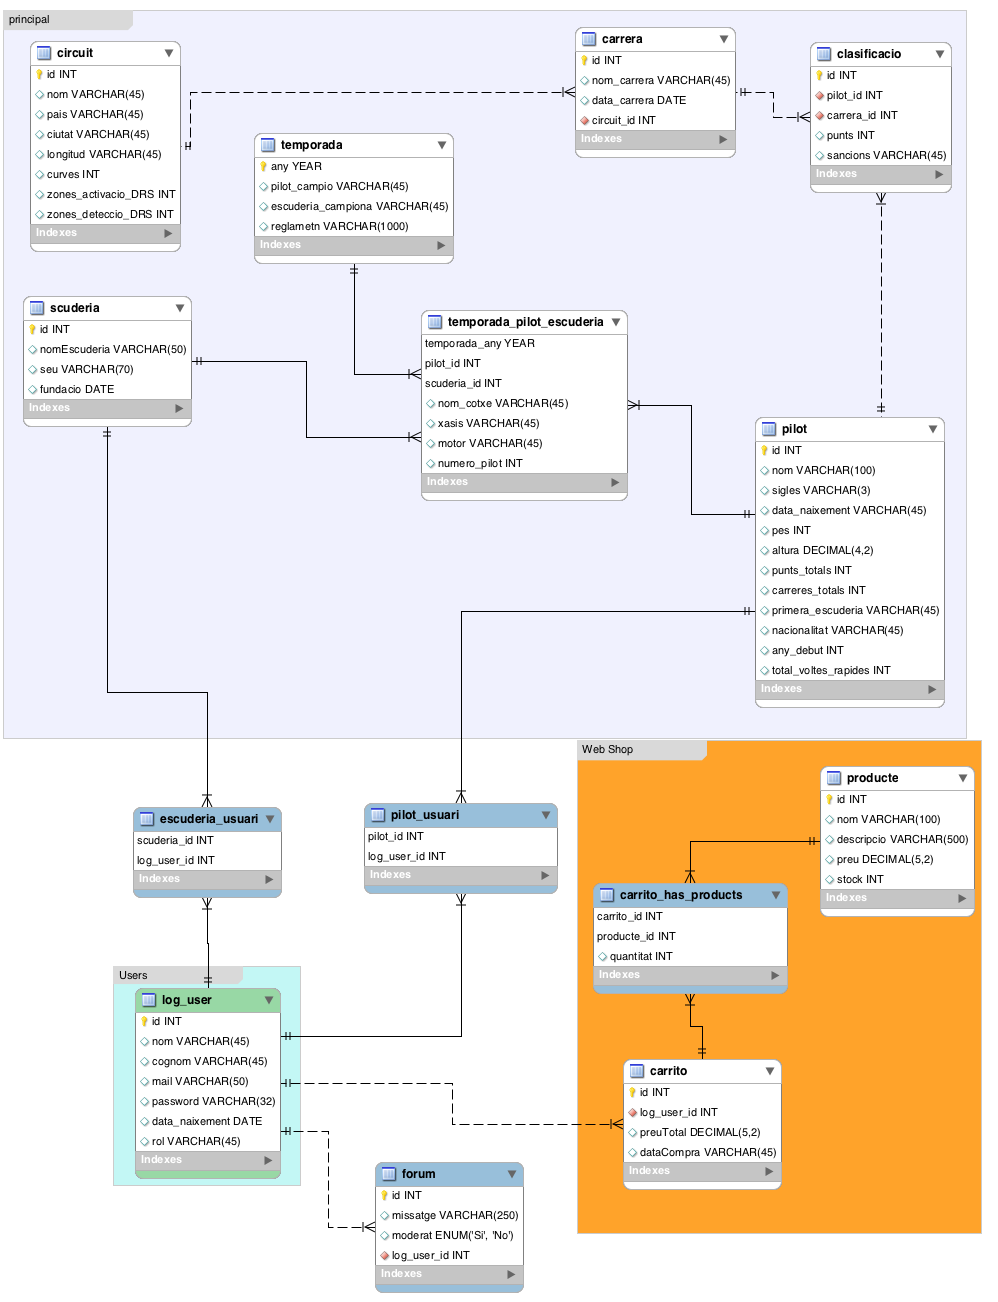 principal
circuit
id INT
nom VARCHAR(45)
pais VARCHAR(45)
ciutat VARCHAR(45)
longitud VARCHAR(45)
curves INT
zones_activacio_DRS INT
zones_deteccio_DRS INT
Indexes
temporada
any YEAR
pilot_campio VARCHAR(45)
escuderia_campiona VARCHAR(45)
reglametn VARCHAR(1000)
Indexes
carrera
id INT
nom_carrera VARCHAR(45)
data_carrera DATE
circuit_id INT
Indexes
clasificacio
id INT
pilot_id INT
carrera_id INT
punts INT
sancions VARCHAR(45)
Indexes
scuderia
id INT
nomEscuderia VARCHAR(50)
seu VARCHAR(70)
fundacio DATE
Indexes
temporada_pilot_escuderia
temporada_any YEAR
pilot_id INT
scuderia_id INT
nom_cotxe VARCHAR(45)
xasis VARCHAR(45)
motor VARCHAR(45)
numero_pilot INT
Indexes
pilot
id INT
nom VARCHAR(100)
sigles VARCHAR(3)
data_naixement VARCHAR(45)
pes INT
altura DECIMAL(4,2)
punts_totals INT
carreres_totals INT
primera_escuderia VARCHAR(45)
nacionalitat VARCHAR(45)
any_debut INT
total_voltes_rapides INT
Indexes
escuderia_usuari
scuderia_id INT
log_user_id INT
Indexes
pilot_usuari
pilot_id INT
log_user_id INT
Indexes
Web Shop
producte
id INT
nom VARCHAR(100)
descripcio VARCHAR(500)
preu DECIMAL(5,2)
stock INT
Indexes
carrito_has_products
carrito_id INT
producte_id INT
quantitat INT
Indexes
carrito
id INT
log_user_id INT
preuTotal DECIMAL(5,2)
dataCompra VARCHAR(45)
Indexes
Users
log_user
id INT
nom VARCHAR(45)
cognom VARCHAR(45)
mail VARCHAR(50)
password VARCHAR(32)
data_naixement DATE
rol VARCHAR(45)
Indexes
forum
id INT
missatge VARCHAR(250)
moderat ENUM('Si', 'No')
log_user_id INT
Indexes